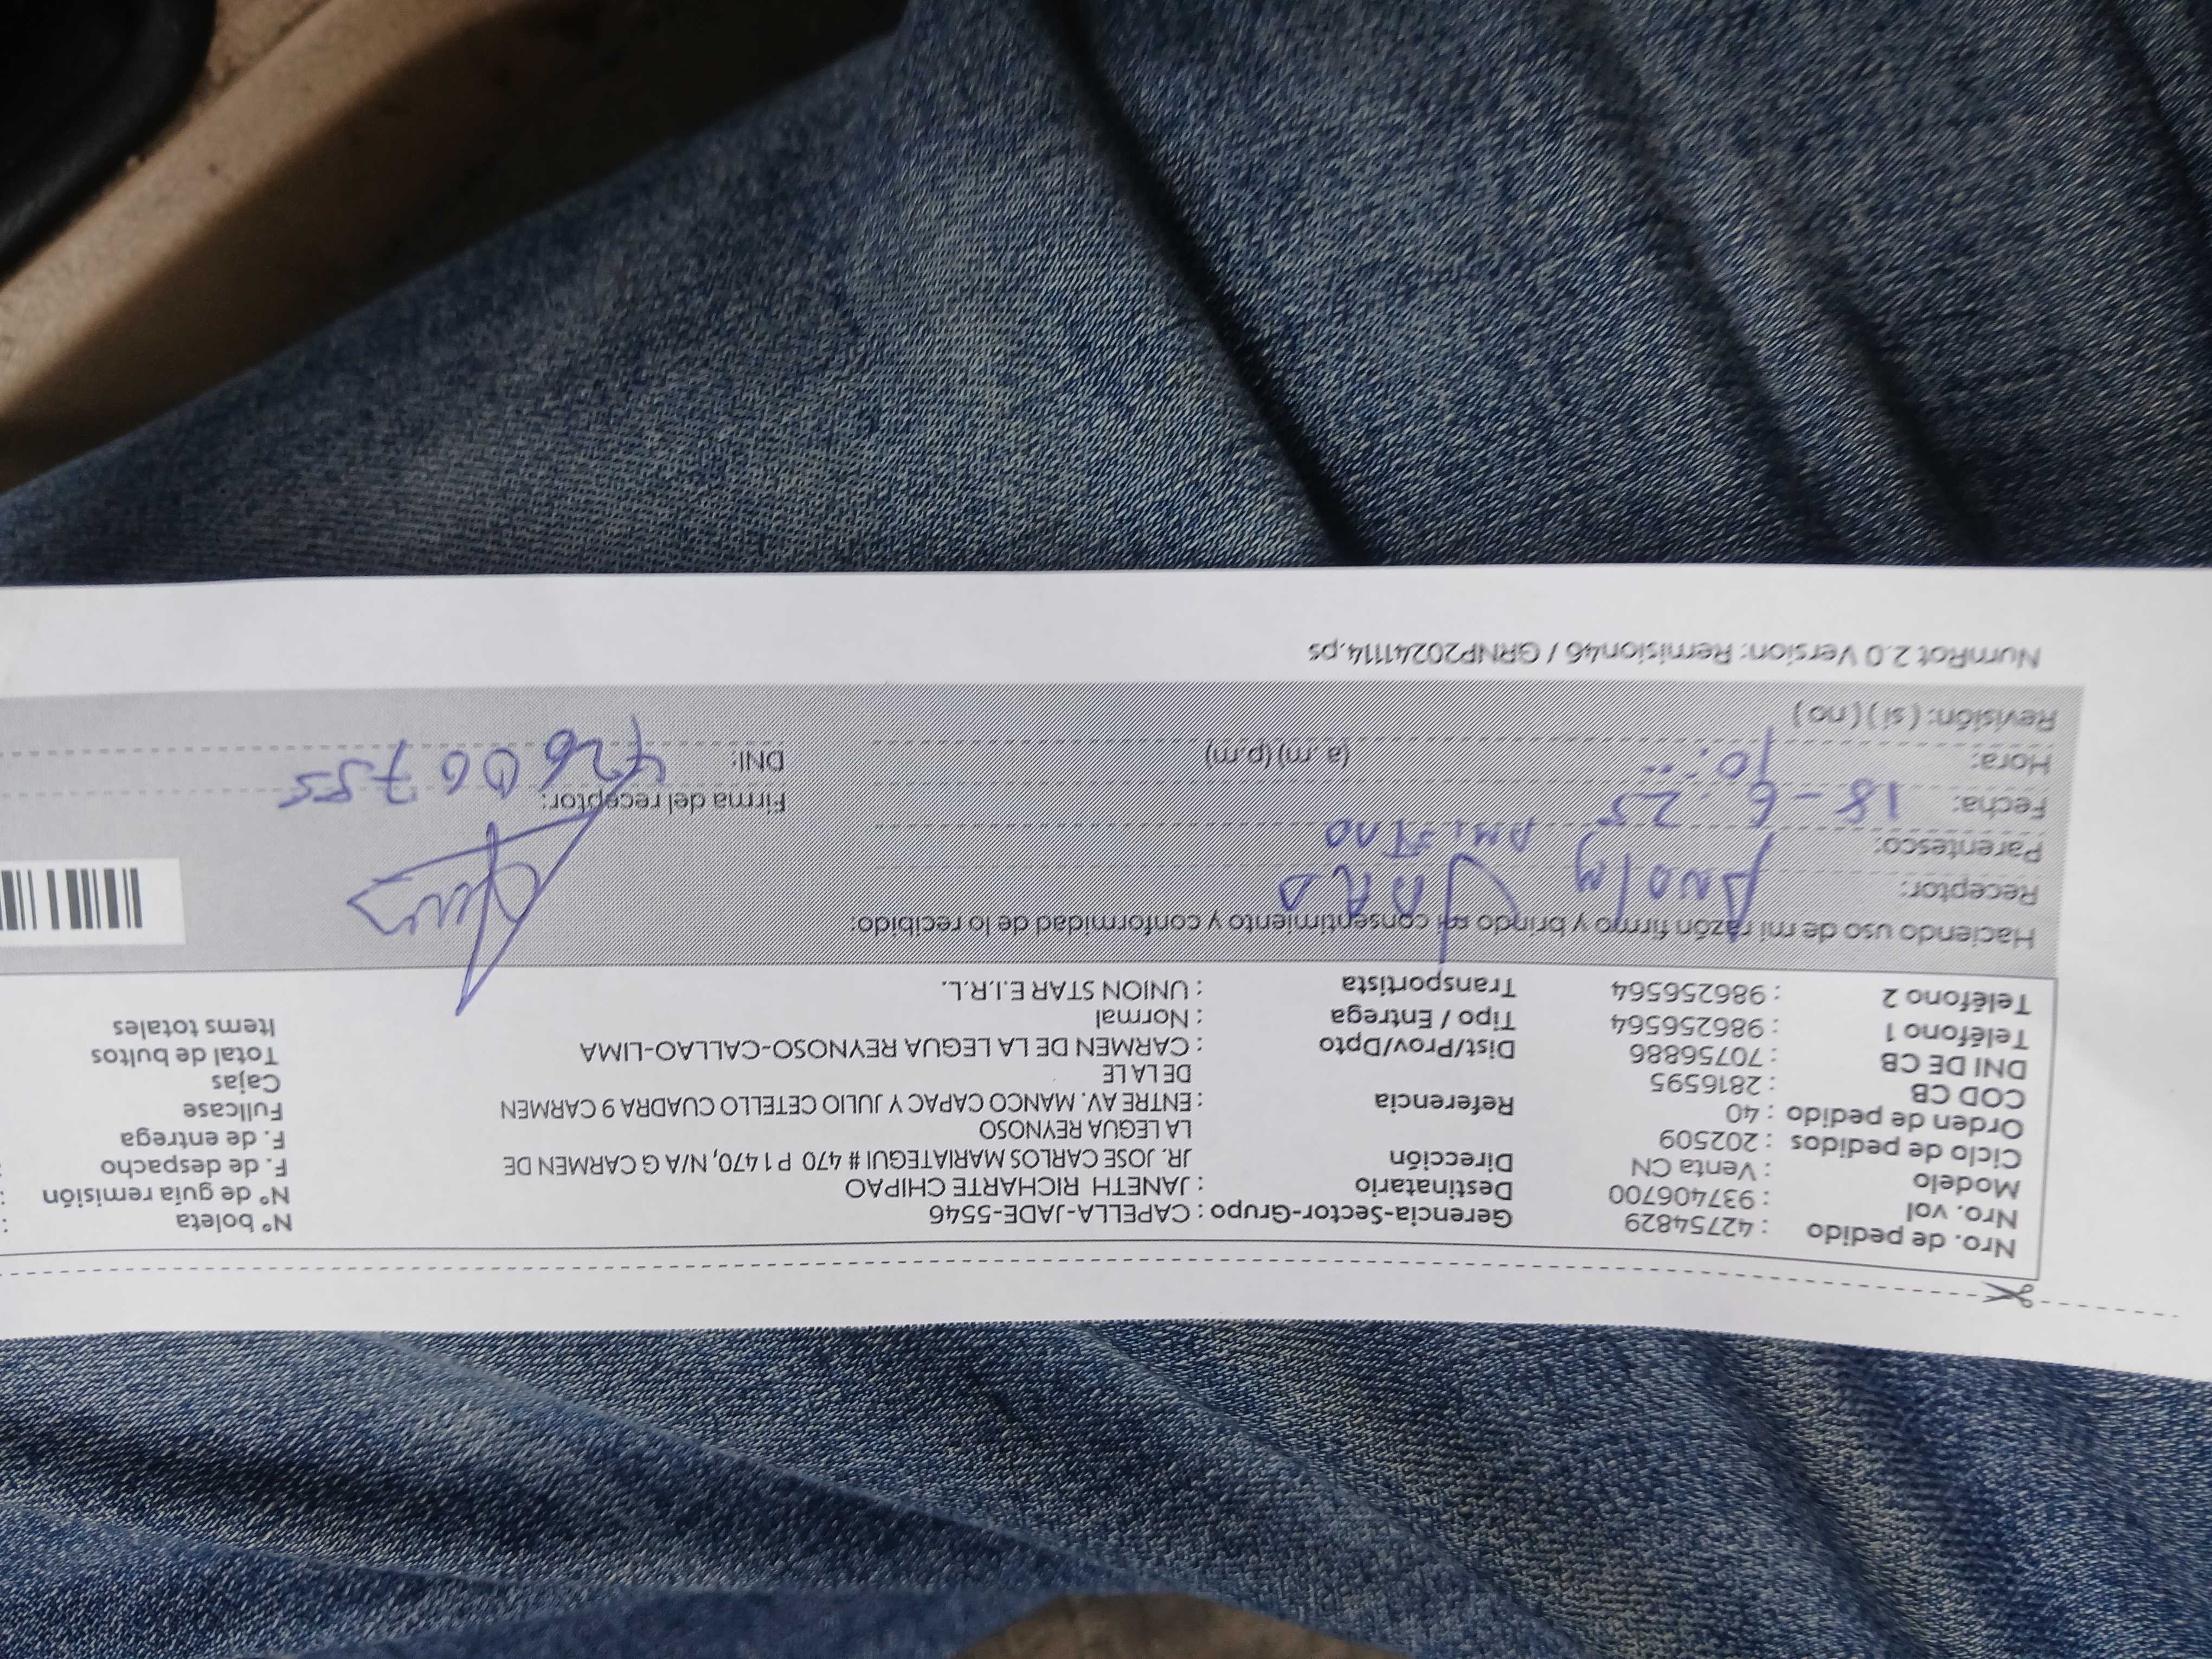 Nro. de pedido : 42754829 Gerencia-Sector-Grupo : CAPELLA-JADE-5546 N° boleta :
Nro. vol : 937406700 Destinatario : JANETH RICHARTE CHIPAO N° de guía remisión :
Modelo : Venta CN Dirección JR. JOSE CARLOS MARIATEGUI # 470 P 1 470, N/A G CARMEN DE F. de despacho :
Ciclo de pedidos : 202509 LA LEGUA REYNOSO F. de entrega
Orden de pedido : 40 Referencia : ENTRE AV. MANCO CAPAC Y JULIO CETELLO CUADRA 9 CARMEN Fullcase
COD CB : 2816595 DE LA LE Cajas
DNI DE CB : 70756886 Dist/Prov/Dpto : CARMEN DE LA LEGUA REYNOSO-CALLAO-LIMA Total de bultos
Teléfono 1 : 986256564 Tipo / Entrega : Normal Items totales
Teléfono 2 : 986256564 Transportista : UNION STAR E.I.R.L.
Haciendo uso de mi razón firmo y brindo mi consentimiento y conformidad de lo recibido:
Receptor:
Parentesco:
Fecha: 18-6-25 Firma del receptor:
Hora: 10: (a .m) (p.m) DNI:
Revisión: ( si ) ( no )
NumRot 2.0 Version: Remision46 / GRNP20241114.ps